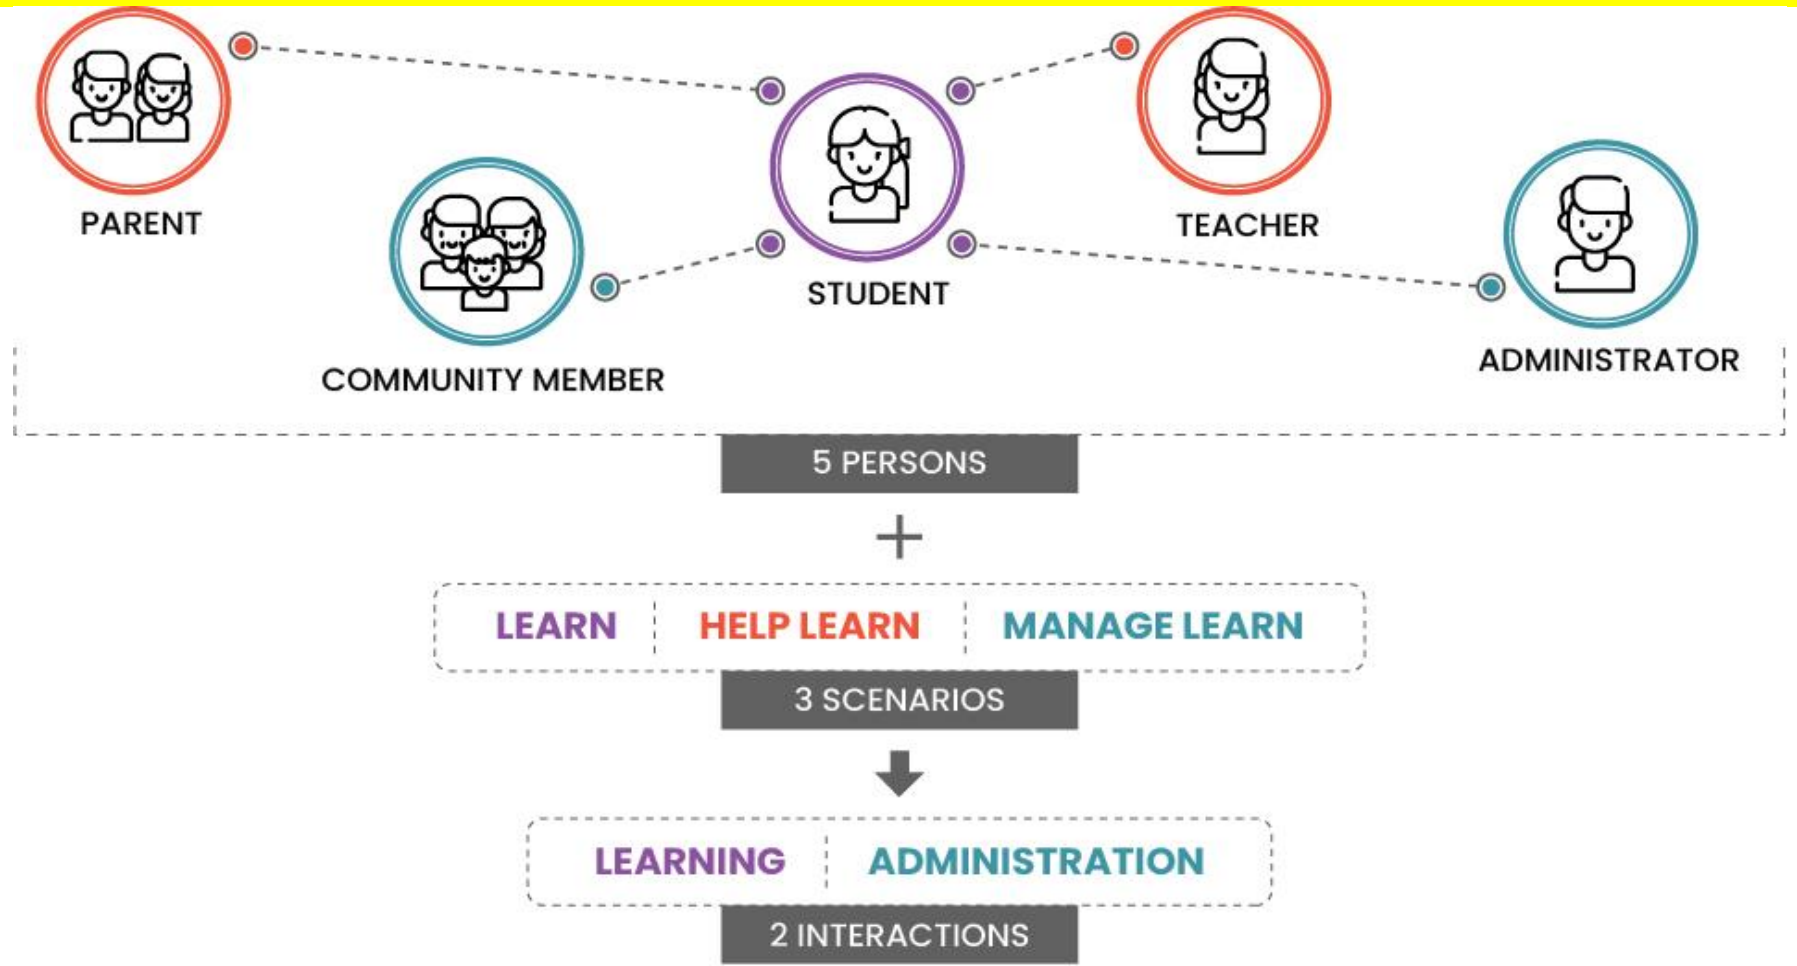 PARENT
COMMUNITY MEMBER
STUDENT
TEACHER
ADMINISTRATOR
5 PERSONS
+
LEARN
HELP LEARN
MANAGE LEARN
3 SCENARIOS
LEARNING
ADMINISTRATION
2 INTERACTIONS